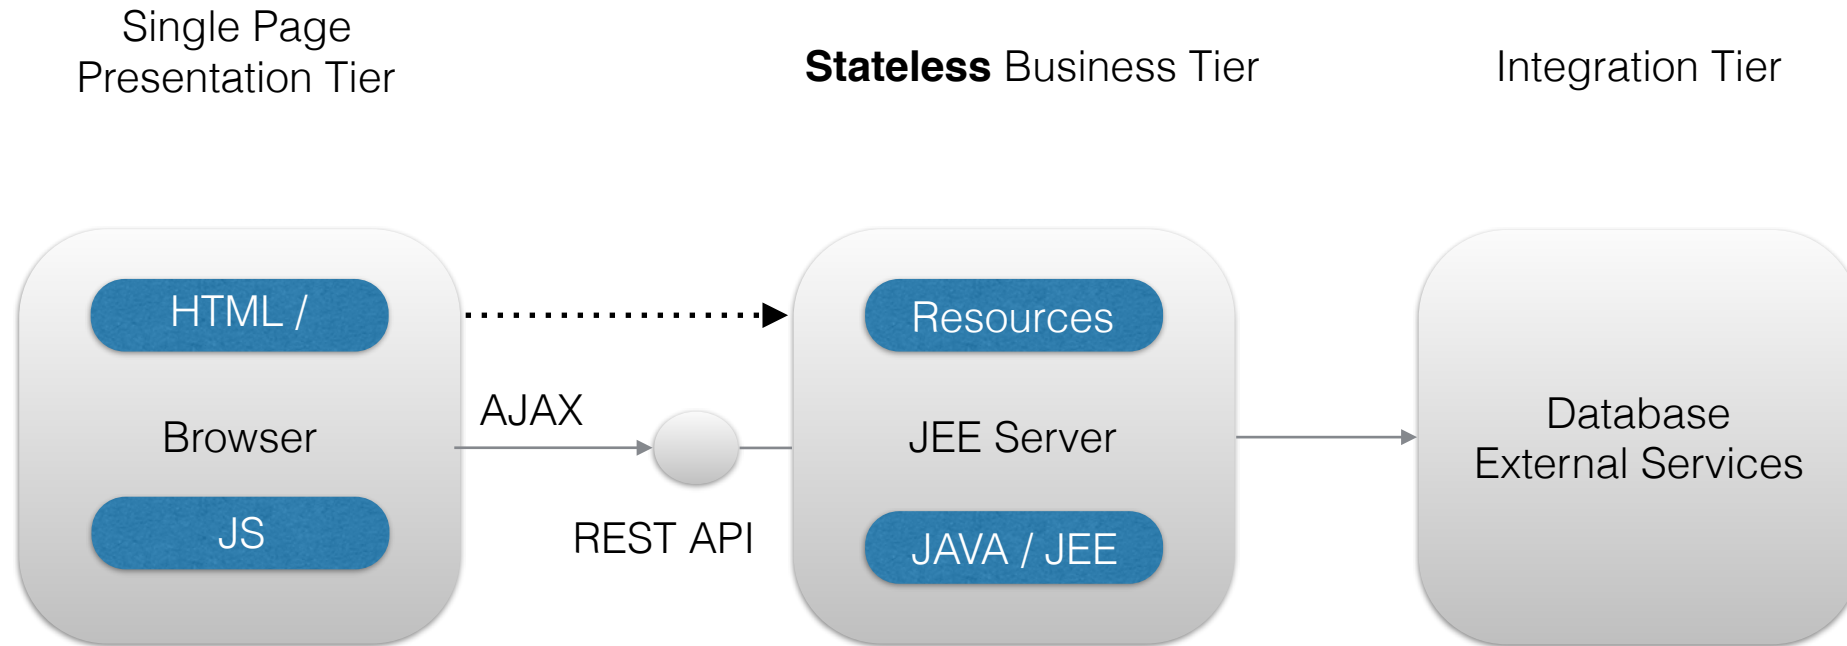 Single Page
Presentation Tier
Stateless Business Tier
Integration Tier
HTML /
Browser
JS
AJAX
REST API
Resources
JEE Server
JAVA / JEE
Database
External Services